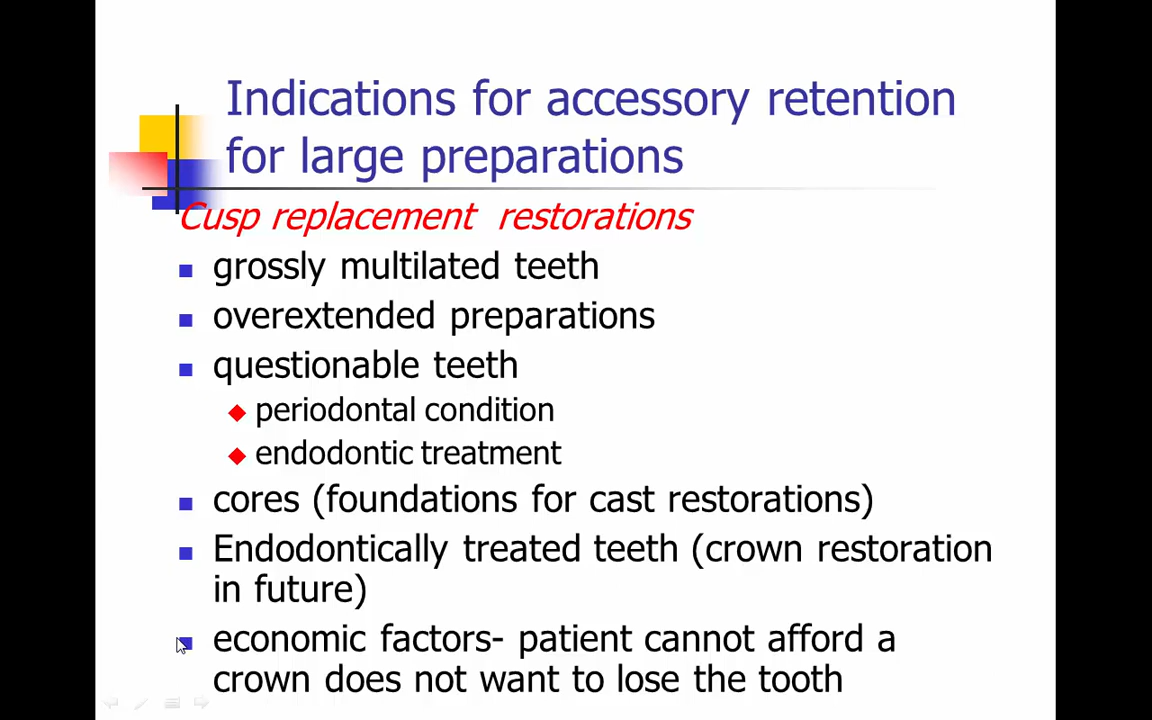 Indications for accessory retention
for large preparations
Cusp replacement restorations
grossly multilated teeth
overextended preparations
questionable teeth
periodontal condition
endodontic treatment
cores (foundations for cast restorations)
Endodontically treated teeth (crown restoration
in future)
economic factors- patient cannot afford a
crown does not want to lose the tooth